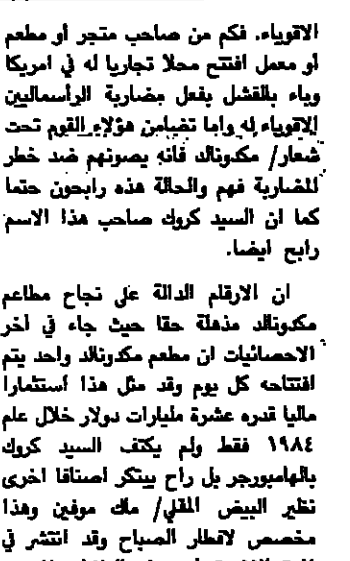 الاقوياء. فكم من صاحب متجر أو مطعم
أو معمل افتتح محلا تجاريا له في امريكا
وباء بالفشل بفعل مضاربة الرأسماليين
الاقوياء له واما تضامن هؤلاء القوم تحت
شعار/ مكدونالد فانه يصونهم ضد خطر
المضاربة فهم والحالة هذه رابحون حتما
كما ان السيد كروك صاحب هذا الاسم
رابح ايضا.
ان الارقام الدالة على نجاح مطاعم
مكدونالد مذهلة حقا حيث جاء في آخر
الاحصائيات ان مطعم مكدونالد واحد يتم
افتتاحه كل يوم وقد مثل هذا استثمارا
ماليا قدره عشرة مليارات دولار خلال علم
١٩٨٤ فقط ولم يكتف السيد كروك
بالهامبورجر بل راح يبتكر اصنافا اخرى
نظير البيض المقلي/ ماك موفين وهذا
مخصص لافطار الصباح وقد انتشر في